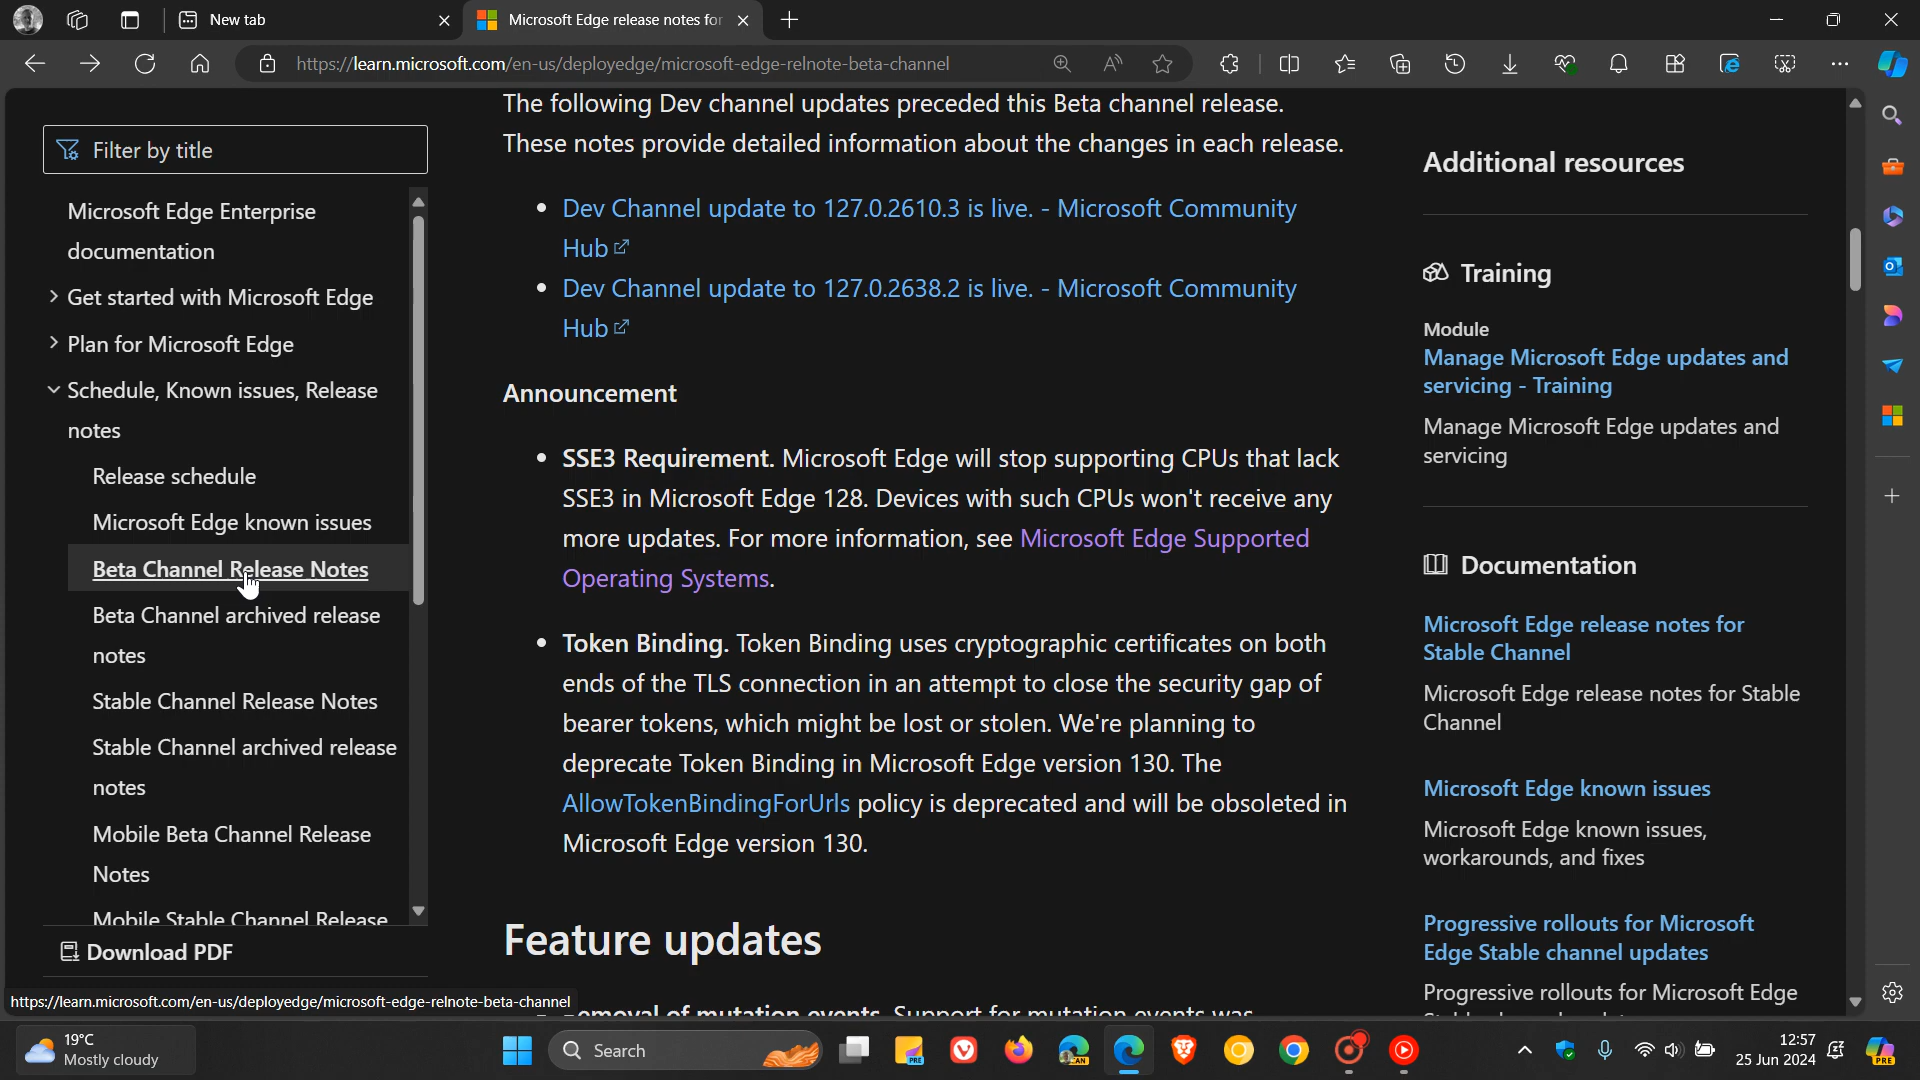 New tab
Microsoft Edge release notes for
https://learn.microsoft.com/en-us/deployedge/microsoft-edge-relnote-beta-channel
Filter by title
Microsoft Edge Enterprise
documentation
Get started with Microsoft Edge
Plan for Microsoft Edge
Schedule, Known issues, Release
notes
Release schedule
Microsoft Edge known issues
Beta Channel Release Notes
Beta Channel archived release
notes
Stable Channel Release Notes
Stable Channel archived release
notes
Mobile Beta Channel Release
Notes
Mobile Stable Channel Release
Download PDF
https://learn.microsoft.com/en-us/deployedge/microsoft-edge-relnote-beta-channel
The following Dev channel updates preceded this Beta channel release.
These notes provide detailed information about the changes in each release.
Dev Channel update to 127.0.2610.3 is live. - Microsoft Community
Hub
Dev Channel update to 127.0.2638.2 is live. - Microsoft Community
Hub
Announcement
SSE3 Requirement. Microsoft Edge will stop supporting CPUs that lack
SSE3 in Microsoft Edge 128. Devices with such CPUs won't receive any
more updates. For more information, see Microsoft Edge Supported
Operating Systems.
Token Binding. Token Binding uses cryptographic certificates on both
ends of the TLS connection in an attempt to close the security gap of
bearer tokens, which might be lost or stolen. We're planning to
deprecate Token Binding in Microsoft Edge version 130. The
AllowTokenBindingForUrls policy is deprecated and will be obsoleted in
Microsoft Edge version 130.
Feature updates
emoval of mutation events. Support for mutation events was
Additional resources
Training
Module
Manage Microsoft Edge updates and
servicing - Training
Manage Microsoft Edge updates and
servicing
Documentation
Microsoft Edge release notes for
Stable Channel
Microsoft Edge release notes for Stable
Channel
Microsoft Edge known issues
Microsoft Edge known issues,
workarounds, and fixes
Progressive rollouts for Microsoft
Edge Stable channel updates
Progressive rollouts for Microsoft Edge
19°C
Mostly cloudy
Search
PRE
CAN
12:57
25 Jun 2024
PRE